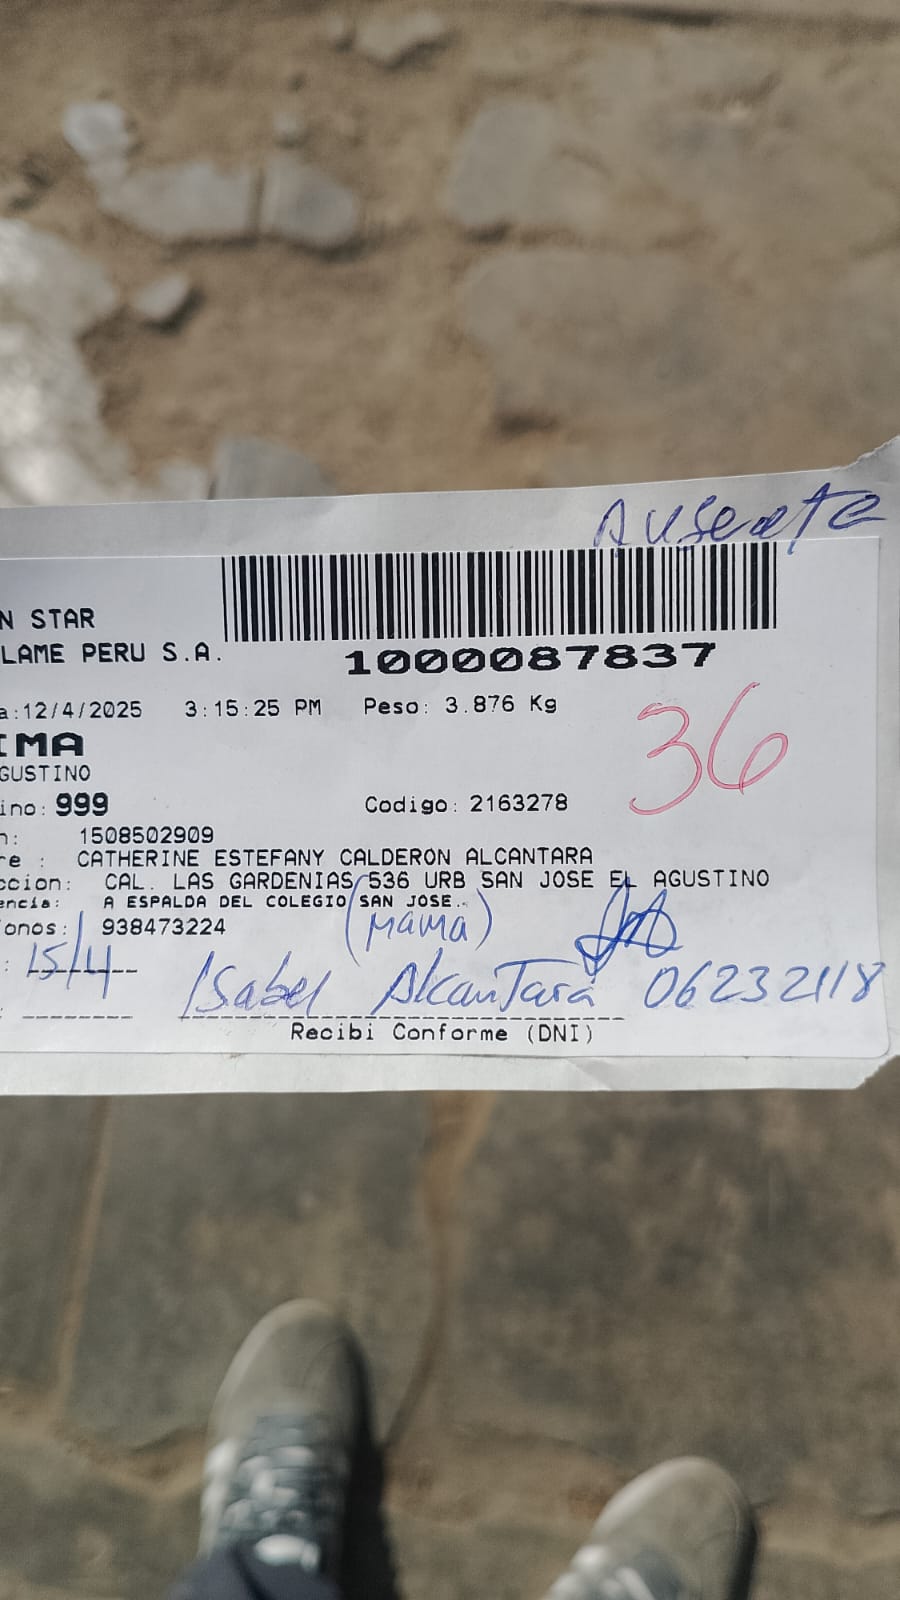 Ausente
N STAR
LAME PERU S.A.
1000087837
a:12/4/2025 3:15:25 PM Peso: 3.876 Kg
IMA
36
GUSTINO
ino: 999 Codigo: 2163278
n: 1508502909
re : CATHERINE ESTEFANY CALDERON ALCANTARA
ccion: CAL. LAS GARDENIAS 536 URB SAN JOSE EL AGUSTINO
encia: A ESPALDA DEL COLEGIO SAN JOSE.
onos: 938473224 (Mama)
: 15/4
Isabel Alcantara 06232118
Recibi Conforme (DNI)